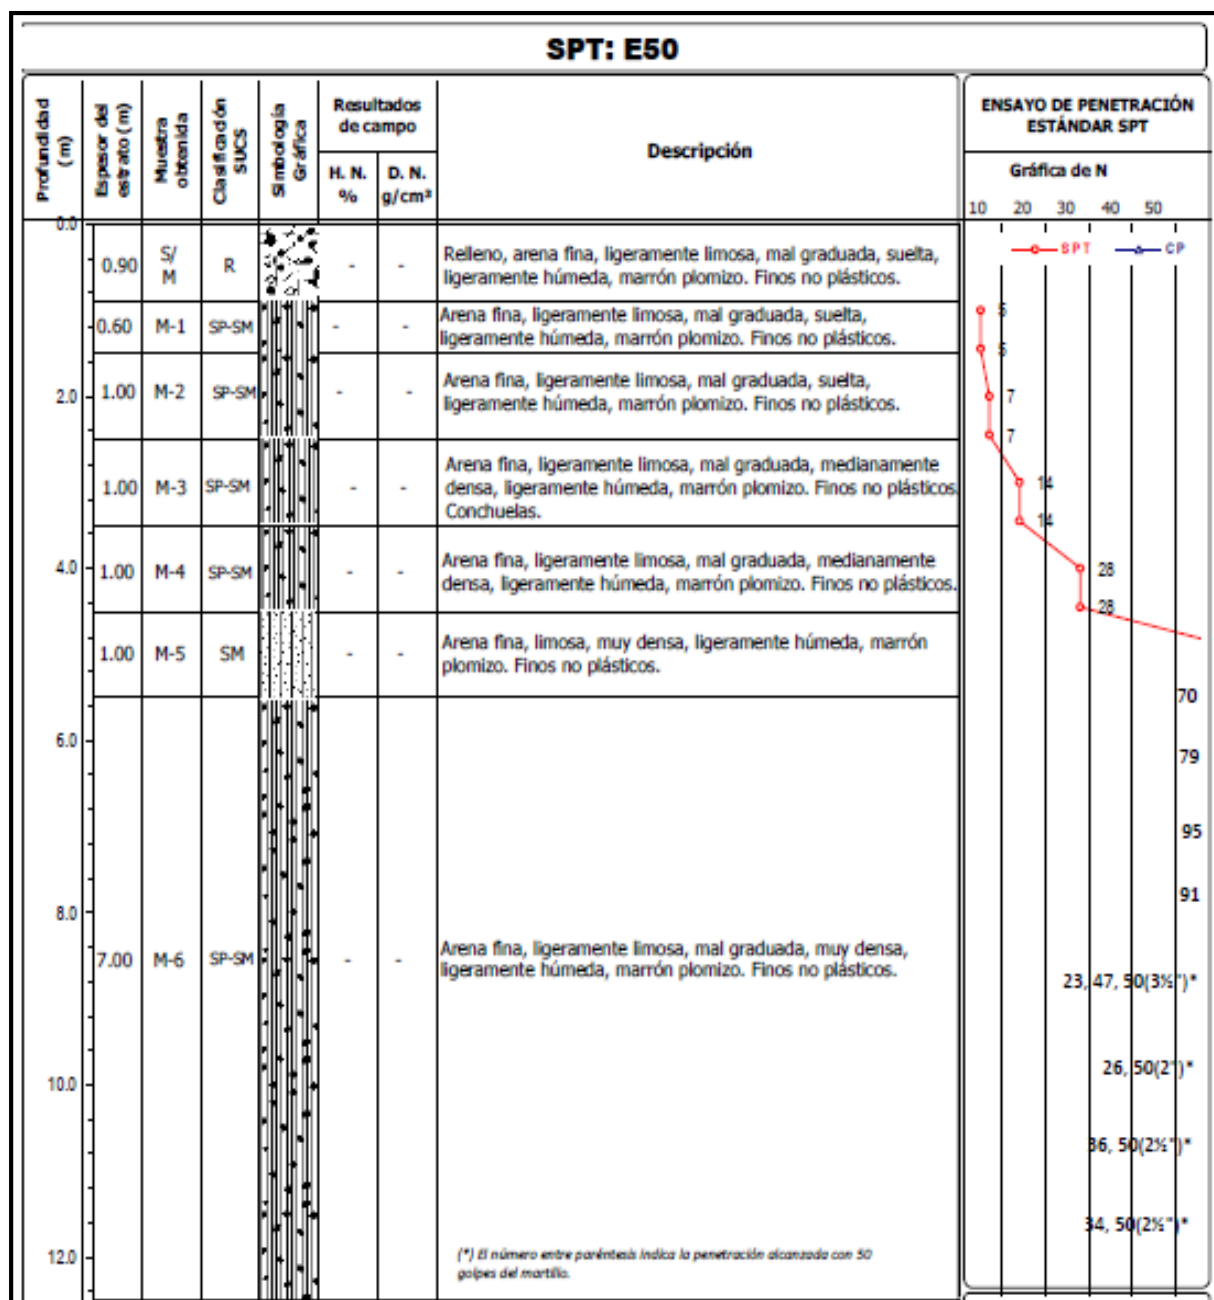 SPT: E50
Profundidad
(m)
Espesor del
estrato (m)
Muestra
obtenida
Clasificación
SUCS
Simbología
Gráfica
Resultados
de campo
H. N.
%
D. N.
g/cm³
Descripción
ENSAYO DE PENETRACIÓN
ESTÁNDAR SPT
Gráfica de N
10 20 30 40 50
SPT CP
0.0
0.90 S/
M R - -
Relleno, arena fina, ligeramente limosa, mal graduada, suelta,
ligeramente húmeda, marrón plomizo. Finos no plásticos.
5
0.60 M-1 SP-SM - -
Arena fina, ligeramente limosa, mal graduada, suelta,
ligeramente húmeda, marrón plomizo. Finos no plásticos.
5
2.0 1.00 M-2 SP-SM - -
Arena fina, ligeramente limosa, mal graduada, suelta,
ligeramente húmeda, marrón plomizo. Finos no plásticos.
7
7
1.00 M-3 SP-SM - -
Arena fina, ligeramente limosa, mal graduada, medianamente
densa, ligeramente húmeda, marrón plomizo. Finos no plásticos.
Conchuelas.
14
14
4.0 1.00 M-4 SP-SM - -
Arena fina, ligeramente limosa, mal graduada, medianamente
densa, ligeramente húmeda, marrón plomizo. Finos no plásticos.
28
28
1.00 M-5 SM - -
Arena fina, limosa, muy densa, ligeramente húmeda, marrón
plomizo. Finos no plásticos.
70
6.0
79
95
91
8.0
7.00 M-6 SP-SM - -
Arena fina, ligeramente limosa, mal graduada, muy densa,
ligeramente húmeda, marrón plomizo. Finos no plásticos.
23, 47, 50(3½")*
26, 50(2")*
10.0
36, 50(2½")*
34, 50(2½")*
12.0
(*) El número entre paréntesis indica la penetración alcanzada con 50
golpes del martillo.